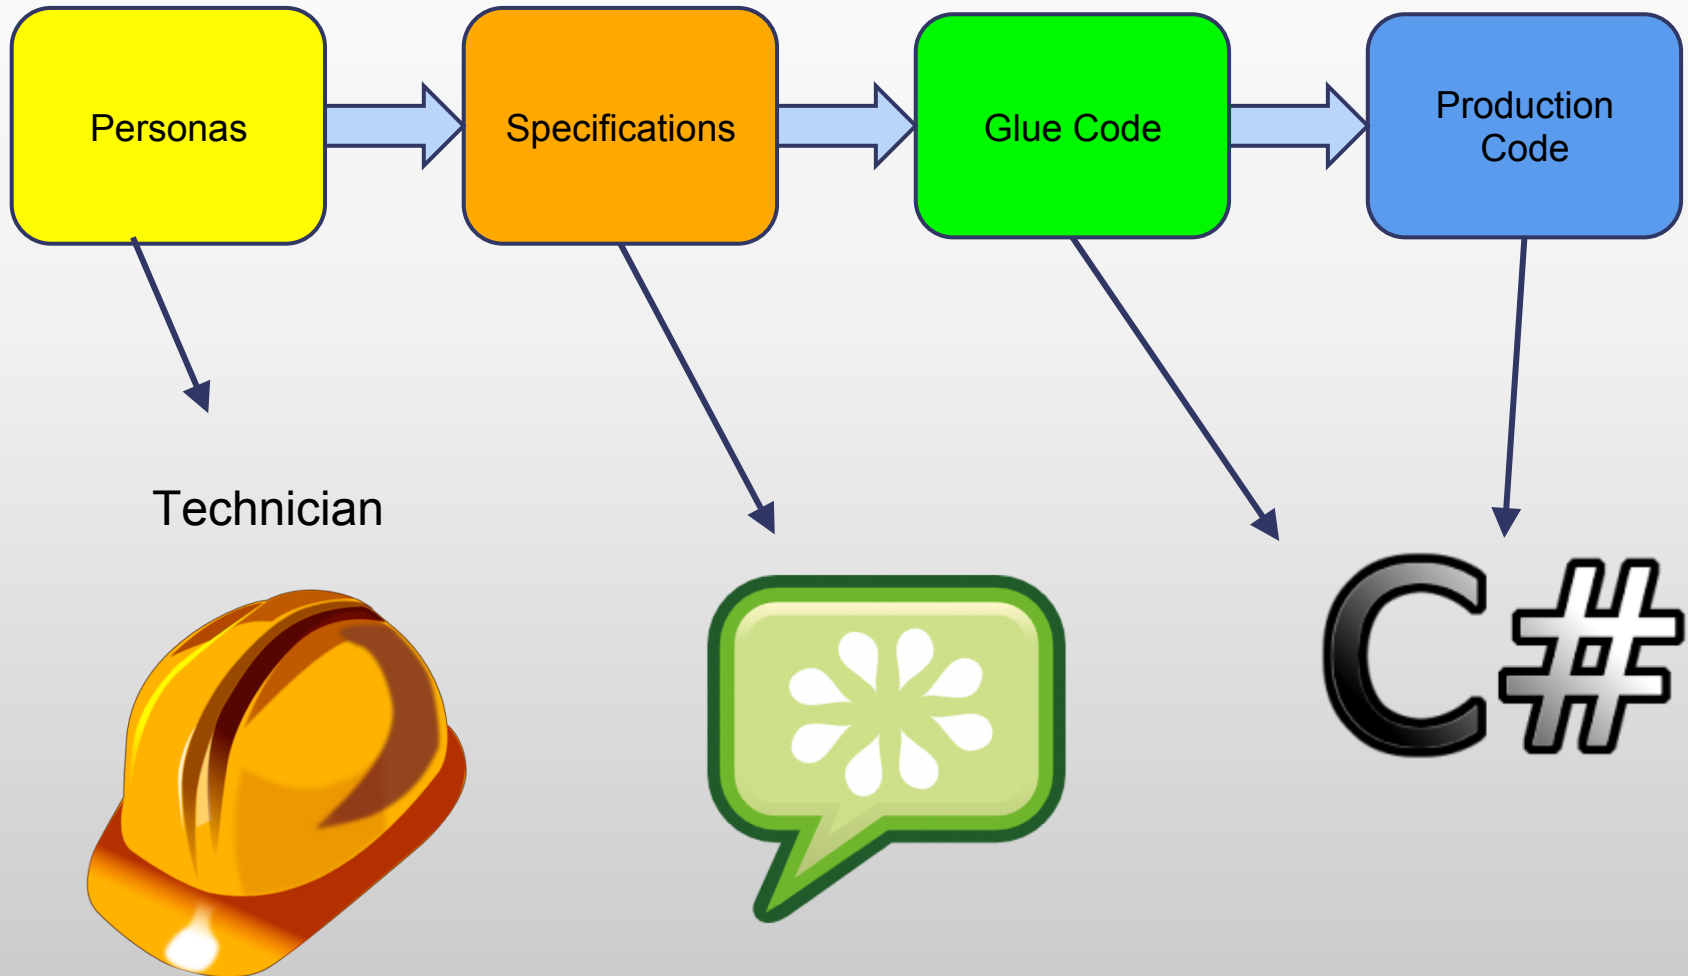 Personas
Specifications
Glue Code
Production
Code
Technician
C#